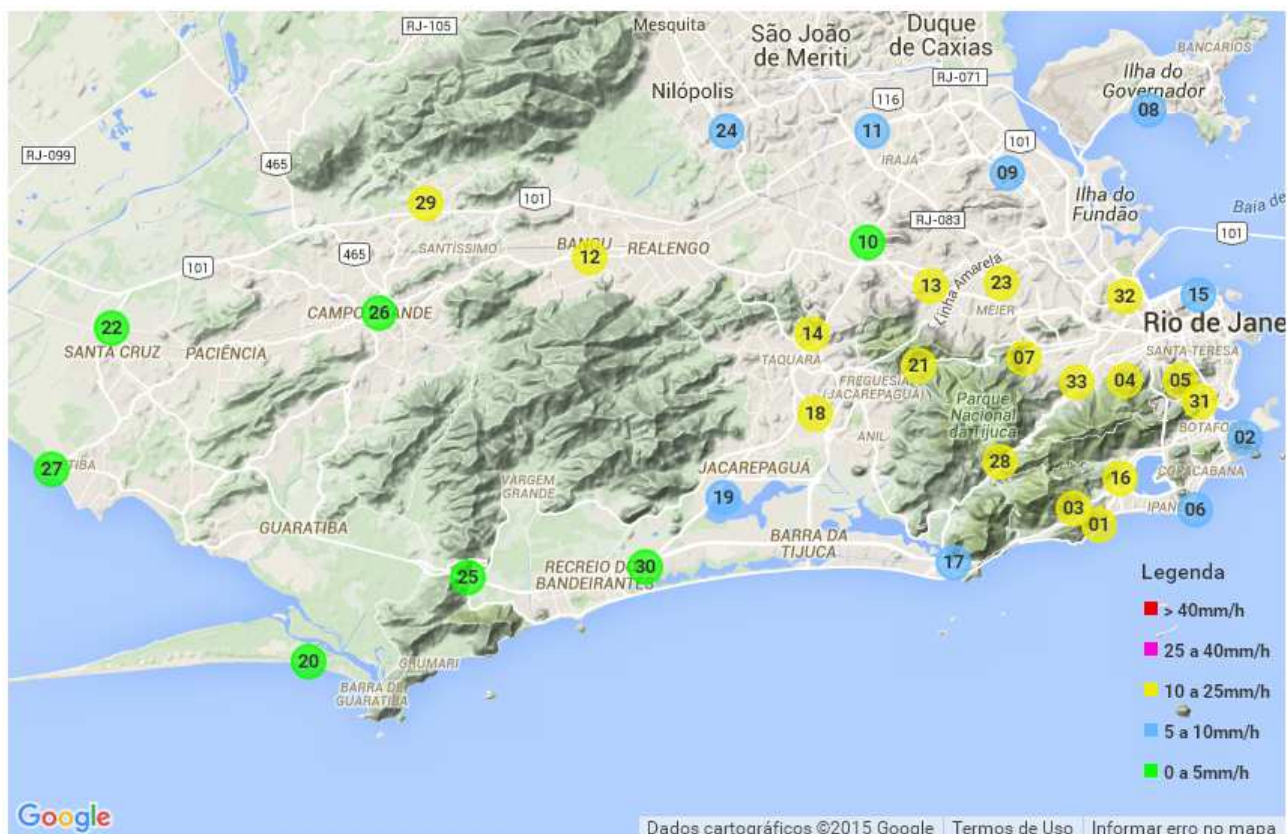 RJ-105
Mesquita
São João
de Meriti
Duque
de Caxias
BANCÁRIOS
RJ-071
Ilha do
Governador
Nilópolis
116
08
24
11
RJ-099
465
IRAJÁ
101
09
29
101
Ilha do
Fundão
Baía de
RJ-083
SANTÍSSIMO
BANGU
REALENGO
10
101
465
12
101
Linha Amarela
13
23
32
15
MEIER
26
22
14
Rio de Jane
SANTA CRUZ
PACIÊNCIA
TAQUARA
SANTA TERESA
21
07
33
04
05
FREGUESIA
(JACAREPAGUÁ)
31
Parque
Nacional
da Tijuca
18
BOTAFO
ANIL
02
27
28
JACAREPAGUÁ
COPACABANA
16
VARGEM
GRANDE
19
03
IPAN
06
GUARATIBA
01
BARRA DA
TIJUCA
17
30
RECREIO DO
BANDEIRANTES
25
Legenda
> 40mm/h
25 a 40mm/h
20
GRUMARI
BARRA DE
GUARATIBA
10 a 25mm/h
5 a 10mm/h
0 a 5mm/h
Google
Dados cartográficos ©2015 Google
Termos de Uso
Informar erro no mapa